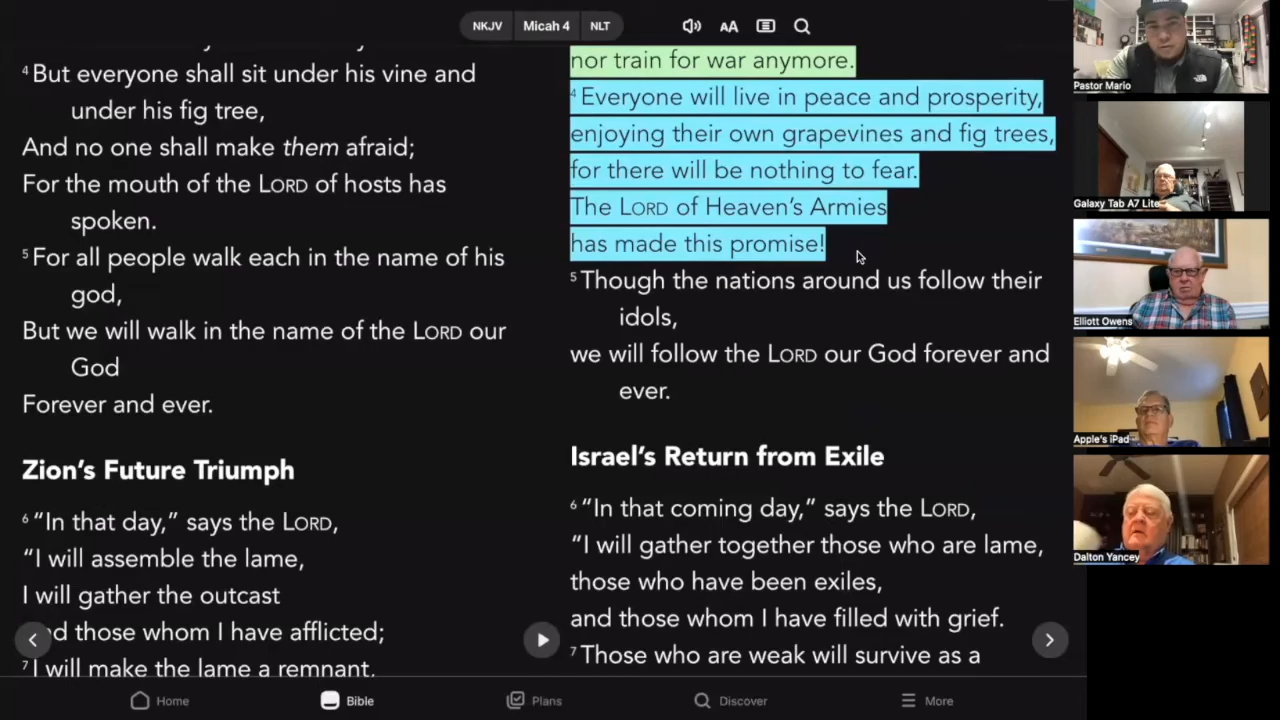 NKJV Micah 4 NLT
AA
4 But everyone shall sit under his vine and
under his fig tree,
And no one shall make them afraid;
For the mouth of the LORD of hosts has
spoken.
5 For all people walk each in the name of his
god,
But we will walk in the name of the LORD our
God
Forever and ever.
Zion’s Future Triumph
6 “In that day,” says the LORD,
“I will assemble the lame,
I will gather the outcast
those whom I have afflicted;
7 I will make the lame a remnant,
nor train for war anymore.
4 Everyone will live in peace and prosperity,
enjoying their own grapevines and fig trees,
for there will be nothing to fear.
The LORD of Heaven’s Armies
has made this promise!
5 Though the nations around us follow their
idols,
we will follow the LORD our God forever and
ever.
Israel’s Return from Exile
6 “In that coming day,” says the LORD,
“I will gather together those who are lame,
those who have been exiles,
and those whom I have filled with grief.
7 Those who are weak will survive as a
Home Bible Plans Discover More
Pastor Mario
Galaxy Tab A7 Lite
Elliott Owens
Apple's iPad
Dalton Yancey